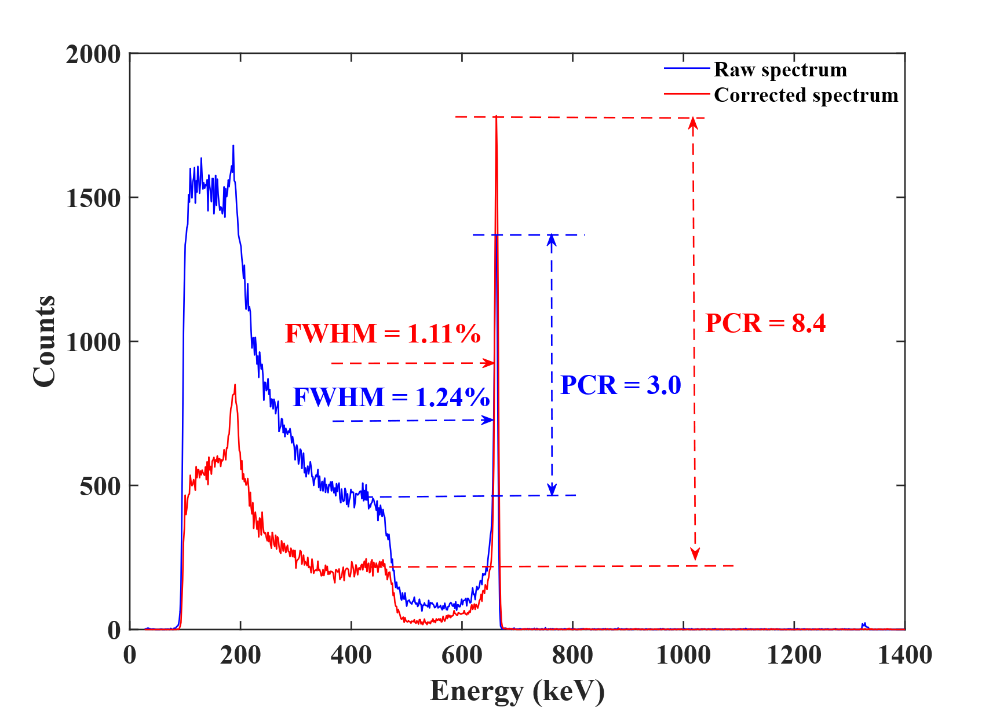 2000
Raw spectrum
Corrected spectrum
1500
PCR = 8.4
FWHM = 1.11%
1000
PCR = 3.0
FWHM = 1.24%
Counts
500
0
0 200 400 600 800 1000 1200 1400
Energy (keV)